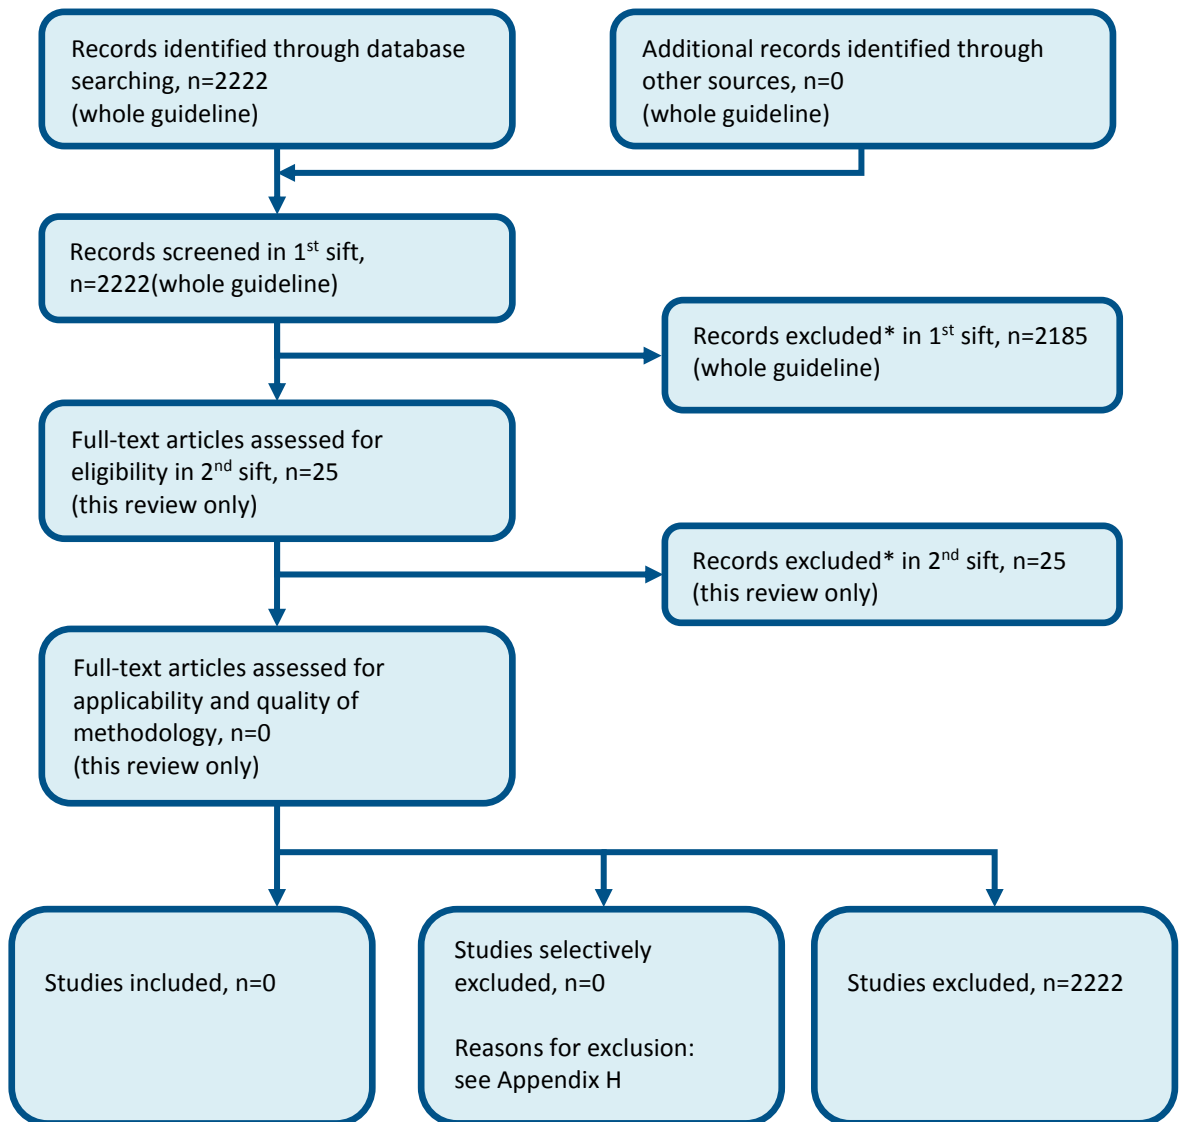 Records identified through database
searching, n=2222
(whole guideline)
Additional records identified through
other sources, n=0
(whole guideline)
Records screened in 1st sift,
n=2222(whole guideline)
Records excluded* in 1st sift, n=2185
(whole guideline)
Full-text articles assessed for
eligibility in 2nd sift, n=25
(this review only)
Records excluded* in 2nd sift, n=25
(this review only)
Full-text articles assessed for
applicability and quality of
methodology, n=0
(this review only)
Studies included, n=0
Studies selectively
excluded, n=0
Reasons for exclusion:
see Appendix H
Studies excluded, n=2222